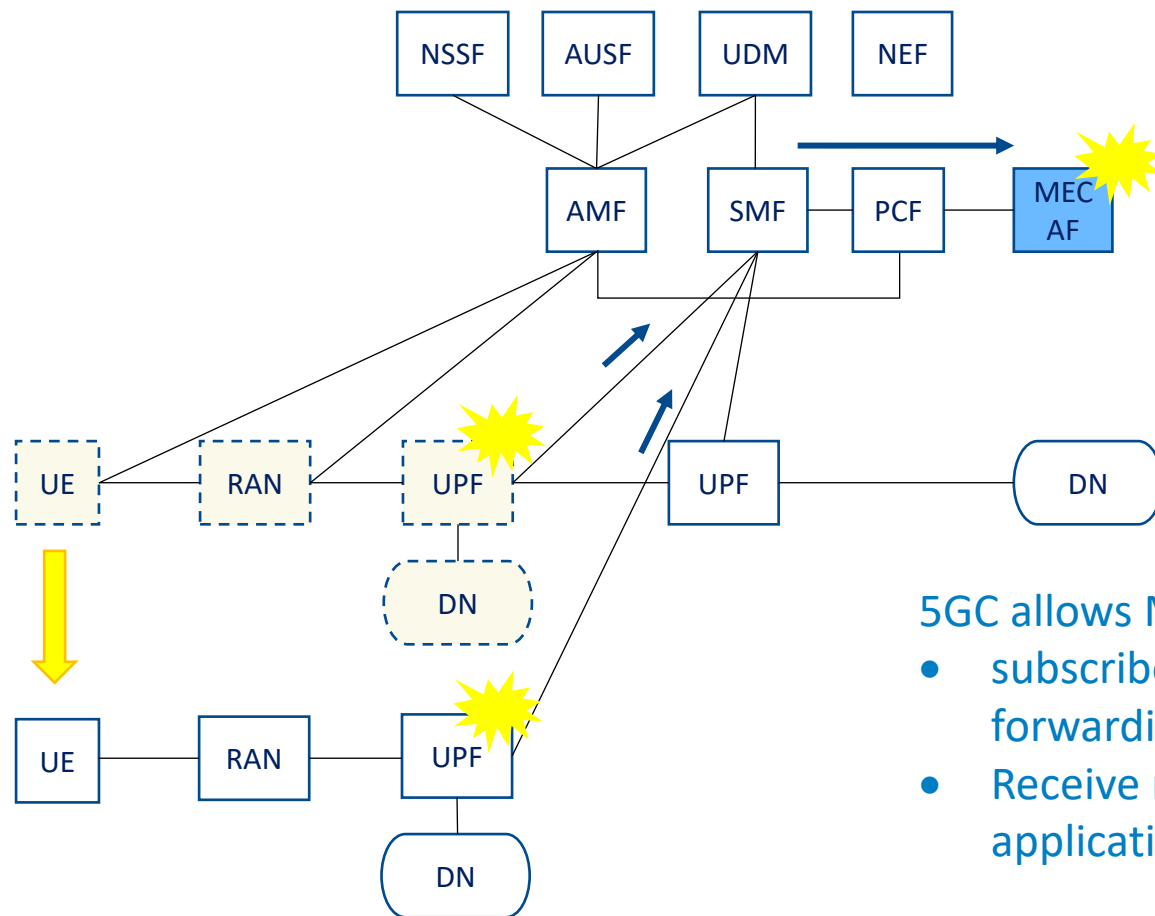 NSSF
AUSF
UDM
NEF
AMF
SMF
PCF
MEC
AF
UE
RAN
UPF
UPF
DN
DN
UE
RAN
UPF
DN
5GC allows
• subscribe
forwardi
• Receive
applicati